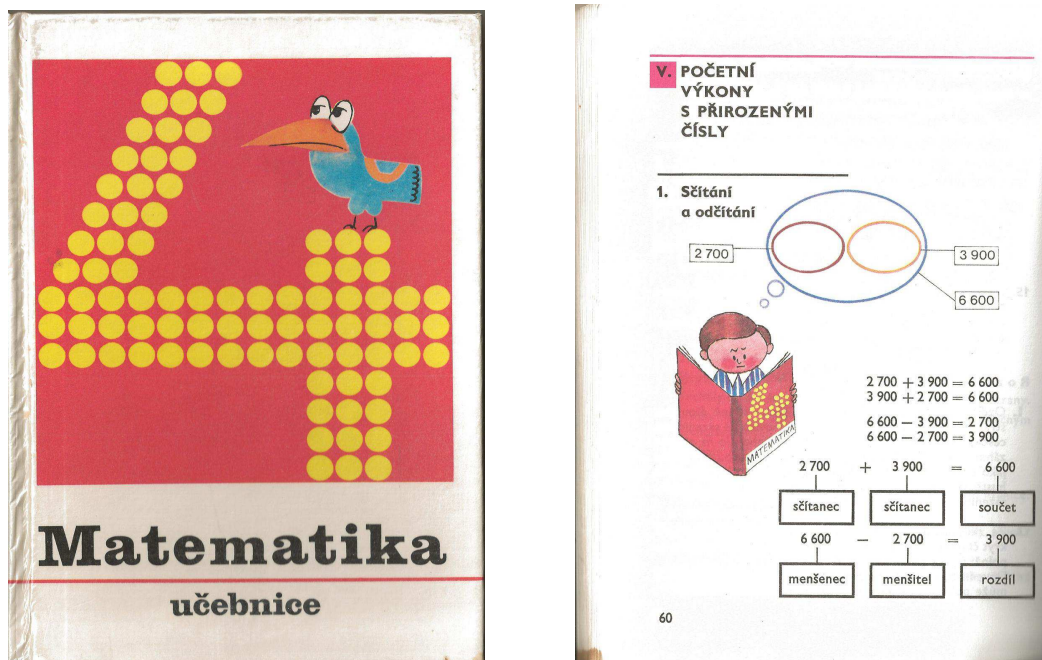 Matematika
učebnice
V. POČETNÍ
VÝKONY
S PŘIROZENÝMI
ČÍSLY
1. Sčítání
a odčítání
2 700
3 900
6 600
MATEMATIKA
2 700 + 3 900 = 6 600
3 900 + 2 700 = 6 600
6 600 − 3 900 = 2 700
6 600 − 2 700 = 3 900
2 700 + 3 900 = 6 600
sčítanec sčítanec součet
6 600 − 2 700 = 3 900
menšenec menšitel rozdíl
60